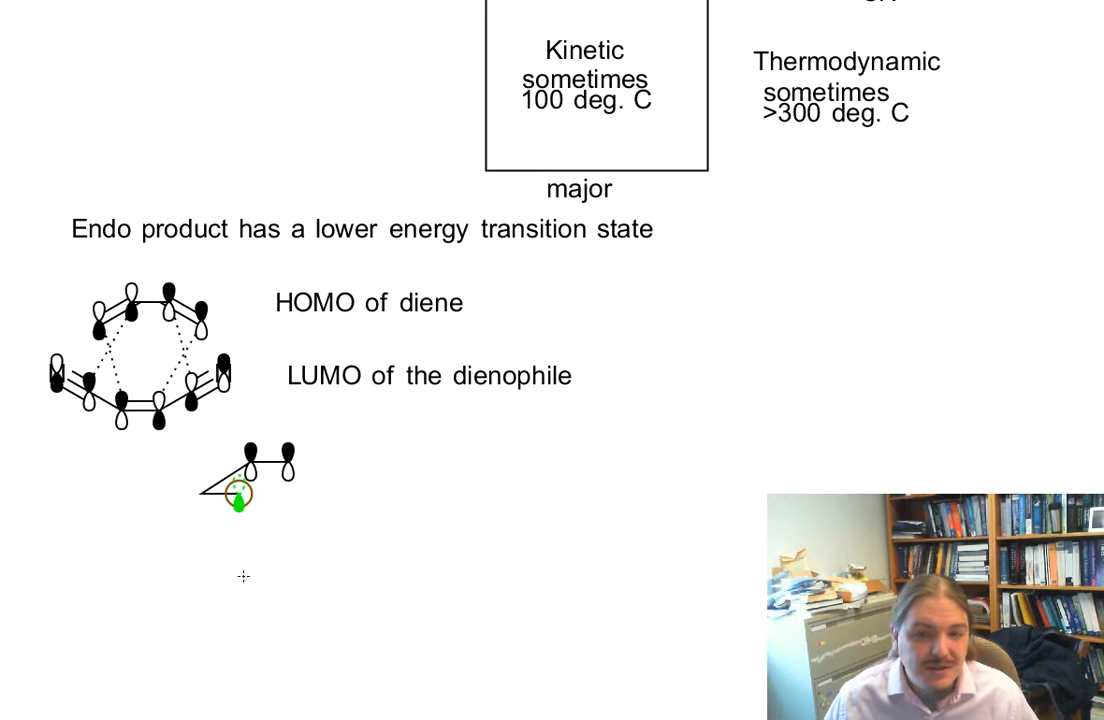 Kinetic
sometimes
100 deg. C
Thermodynamic
sometimes
>300 deg. C
major
Endo product has a lower energy transition state
HOMO of diene
LUMO of the dienophile
N
N